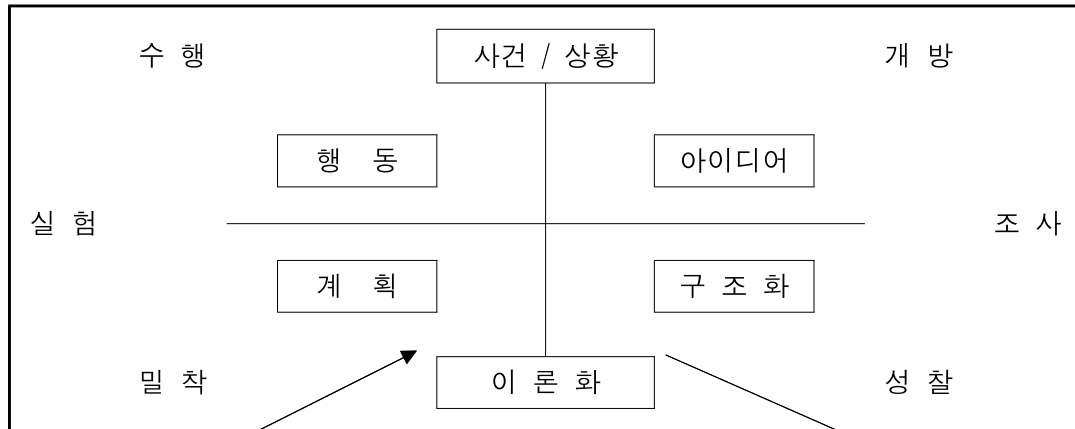 수 행 사건 / 상황 개 방
행 동 아이디어
실 험 조 사
계 획 구 조 화
밀 착 이 론 화 성 찰